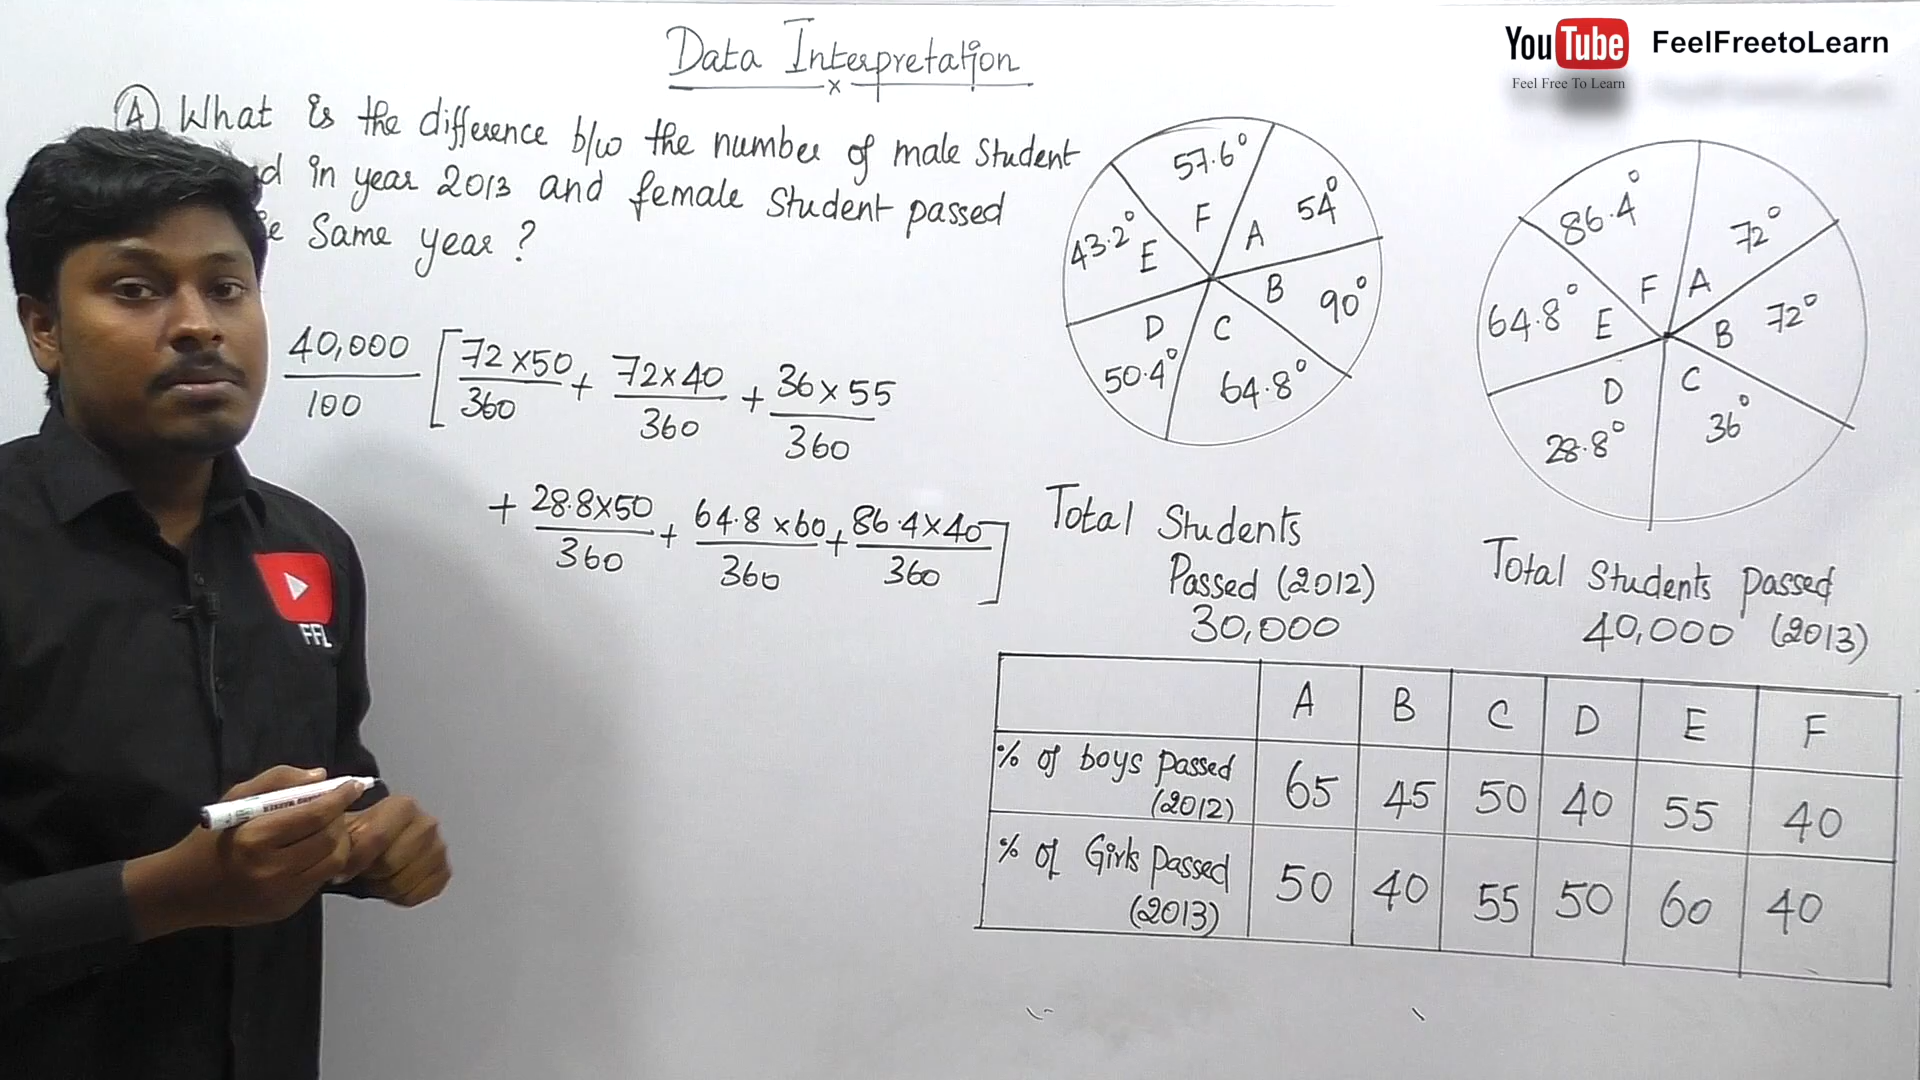 Data Interpretation
YouTube FeelFreetoLearn
Feel Free To Learn
4 What is the difference b/w the number of male student
in year 2013 and female student passed
Same year ?
40,000/100 [ 72×50/360 + 72×40/360 + 36×55/360
+ 28.8×50/360 + 64.8×60/360 + 86.4×40/360 ]
57.6°
F
54°
A
43.2°
E
B
90°
D
50.4°
C
64.8°
Total Students
Passed (2012)
30,000
86.4°
F
72°
A
64.8°
E
B
72°
D
28.8°
C
36°
Total Students passed
40,000 (2013)
A B C D E F
% of boys passed (2012) 65 45 50 40 55 40
% of Girls passed (2013) 50 40 55 50 60 40
FFL